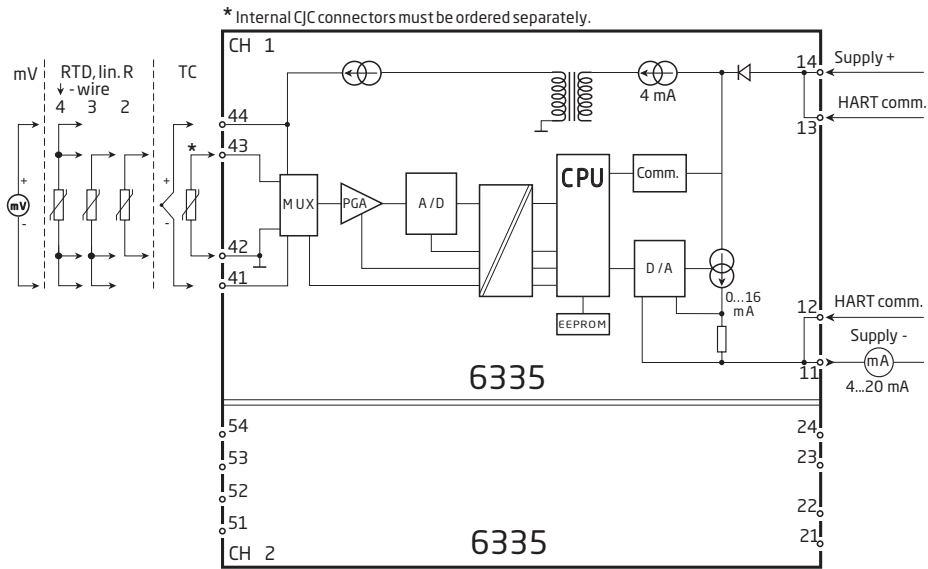 * Internal CJC connectors must be ordered separately.
CH 1
mV
RTD, lin. R
- wire
4 3 2
TC
*
+
mV
-
+
-
44
43
42
41
MUX
PGA
A/D
CPU
Comm.
D/A
EEPROM
4 mA
0...16
mA
14
Supply +
HART comm.
13
12
HART comm.
Supply -
11
mA
4...20 mA
6335
54
53
52
51
24
23
22
21
CH 2
6335